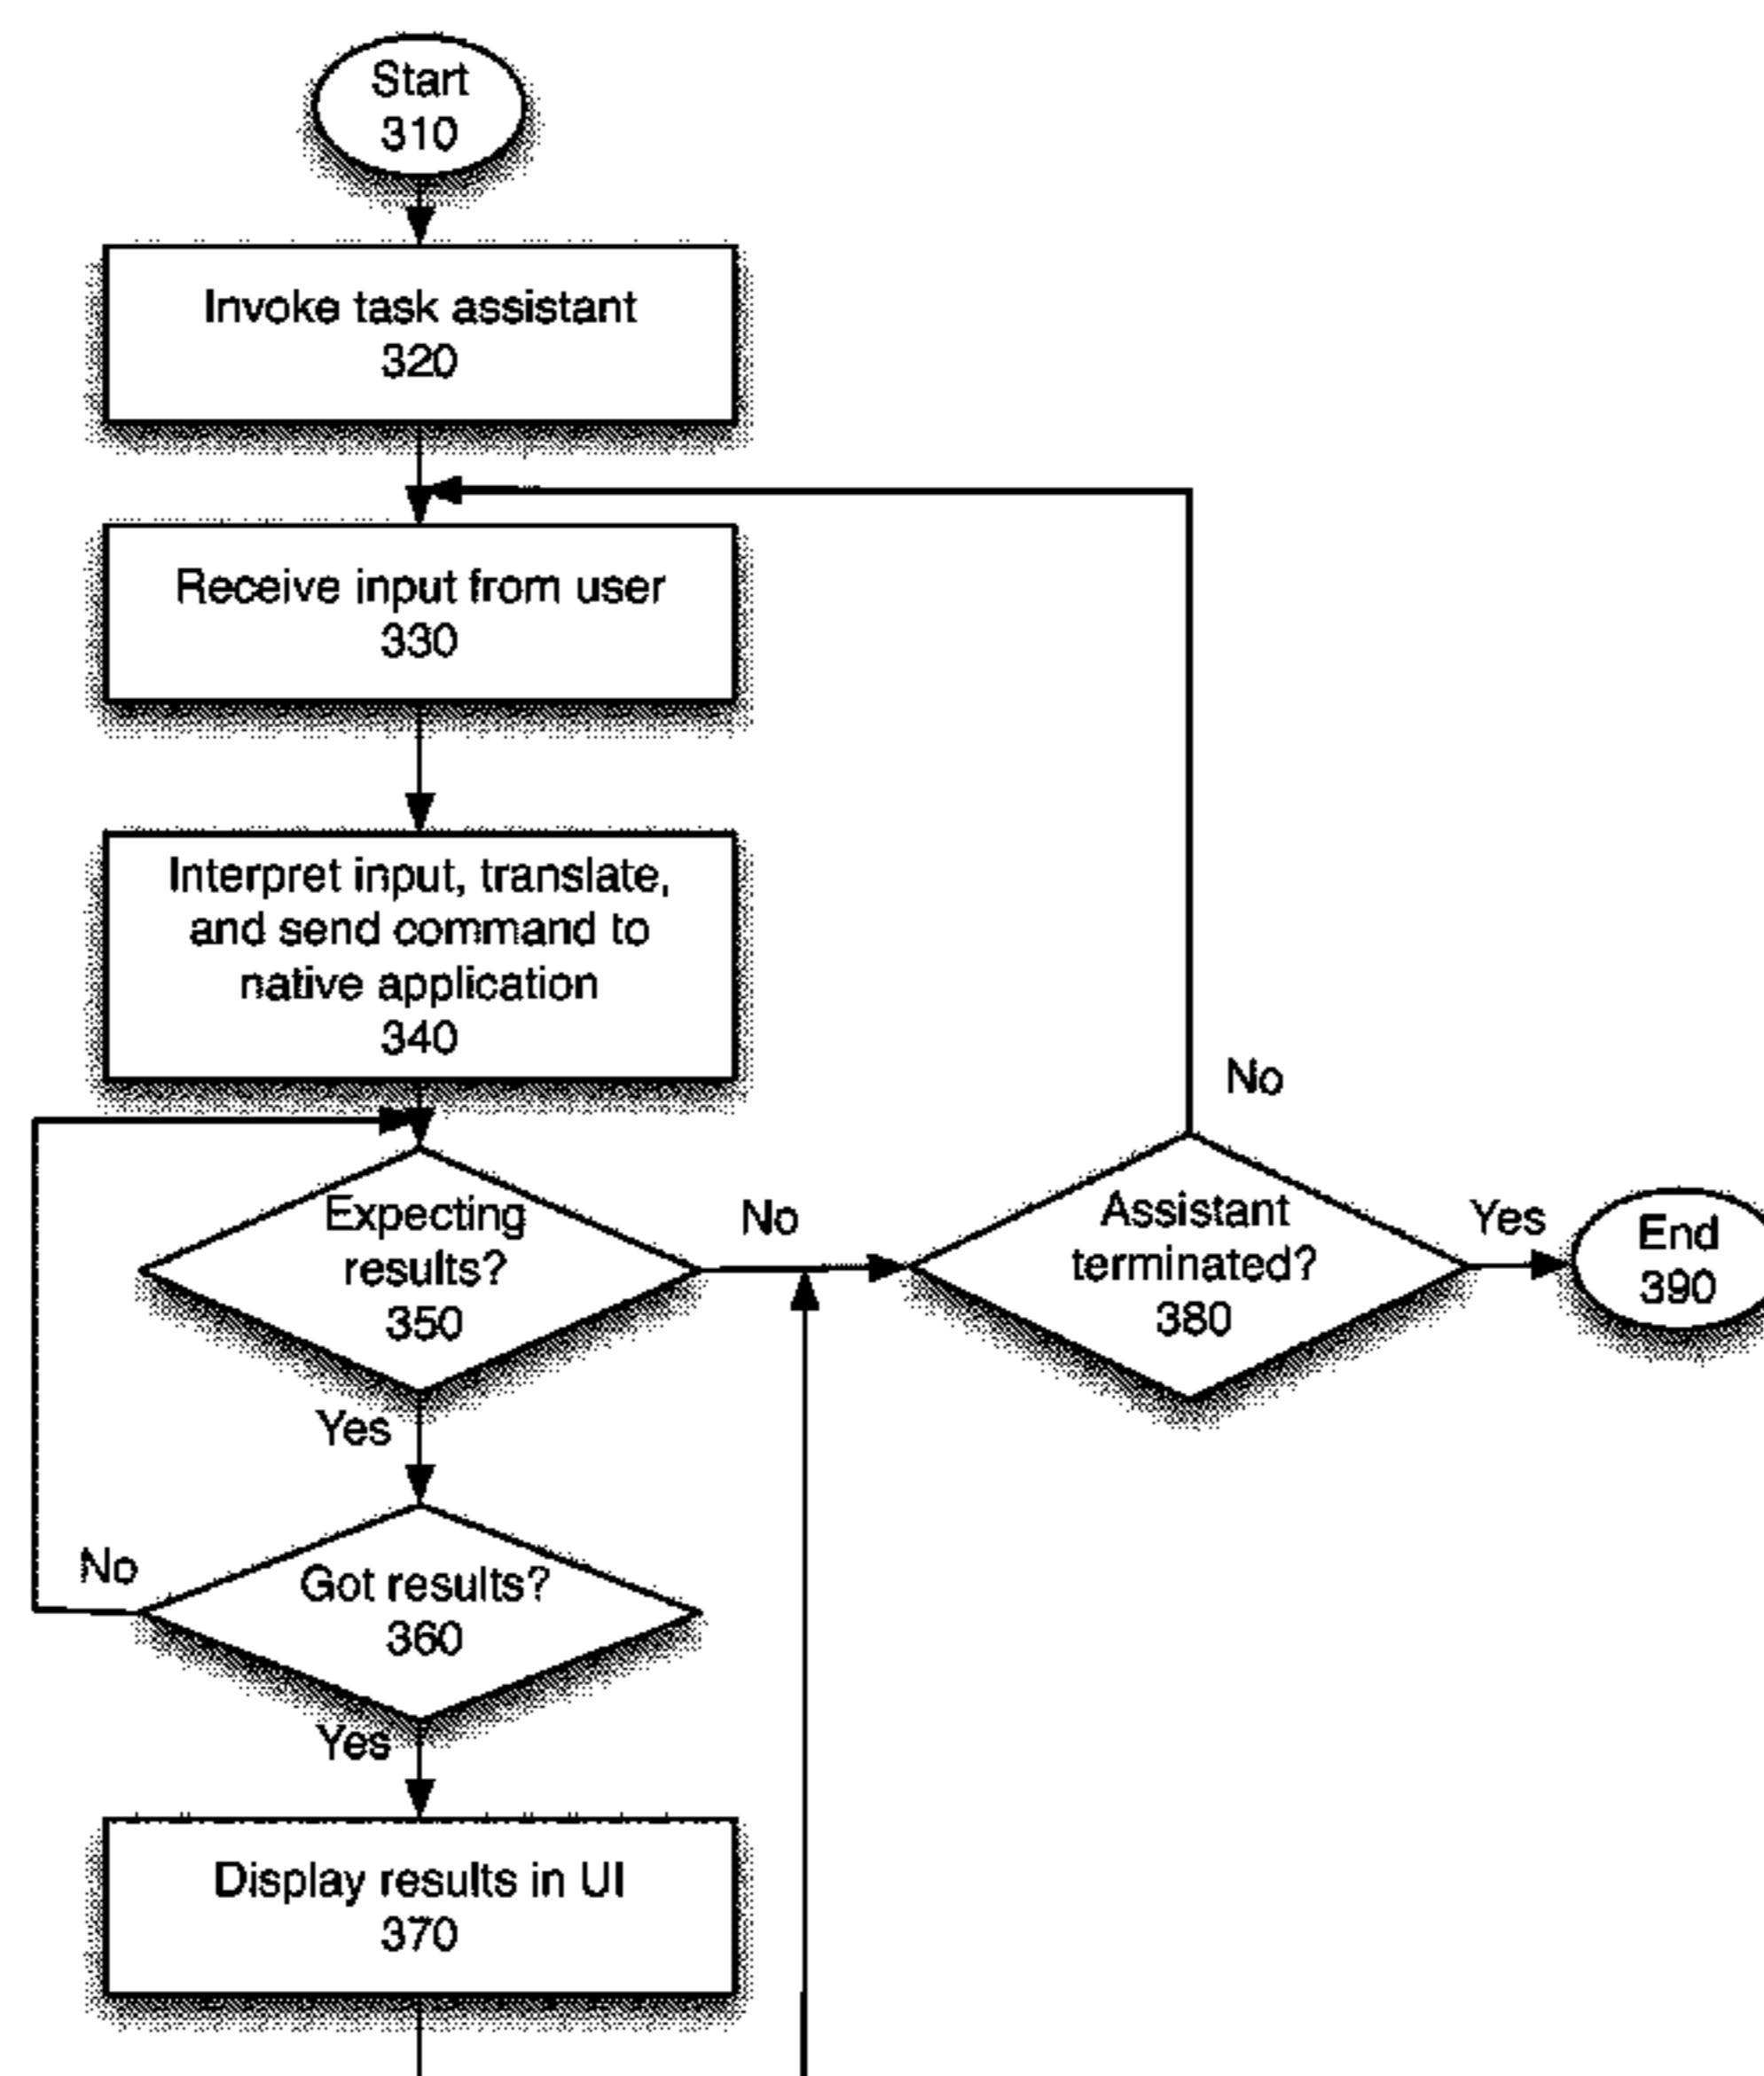 Start
310
Invoke task assistant
320
Receive input from user
330
Interpret input, translate,
and send command to
native application
340
No
Expecting
results?
350
No
Assistant
terminated?
380
Yes
End
390
Yes
No
Got results?
360
Yes
Display results in UI
370